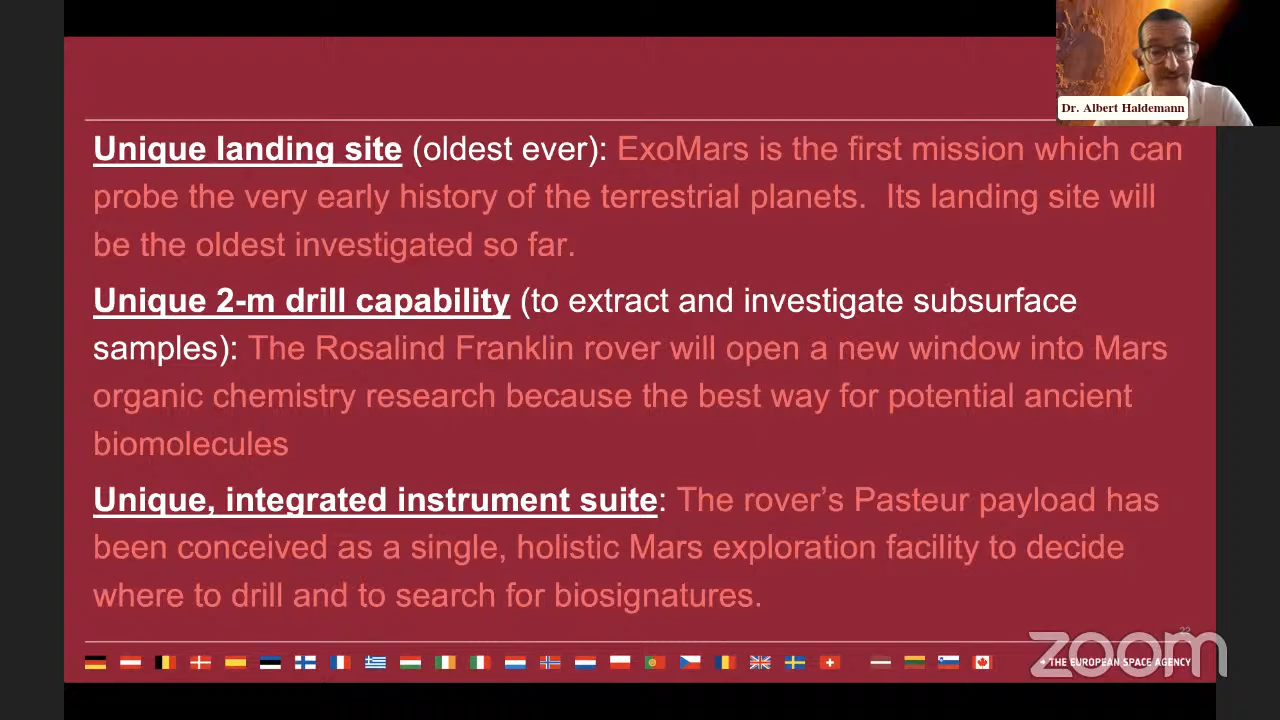 Dr. Albert Haldemann
Unique landing site (oldest ever): ExoMars is the first mission which can
probe the very early history of the terrestrial planets.  Its landing site will
be the oldest investigated so far.
Unique 2-m drill capability (to extract and investigate subsurface
samples): The Rosalind Franklin rover will open a new window into Mars
organic chemistry research because the best way for potential ancient
biomolecules
Unique, integrated instrument suite: The rover’s Pasteur payload has
been conceived as a single, holistic Mars exploration facility to decide
where to drill and to search for biosignatures.
zoom
→ THE EUROPEAN SPACE AGENCY